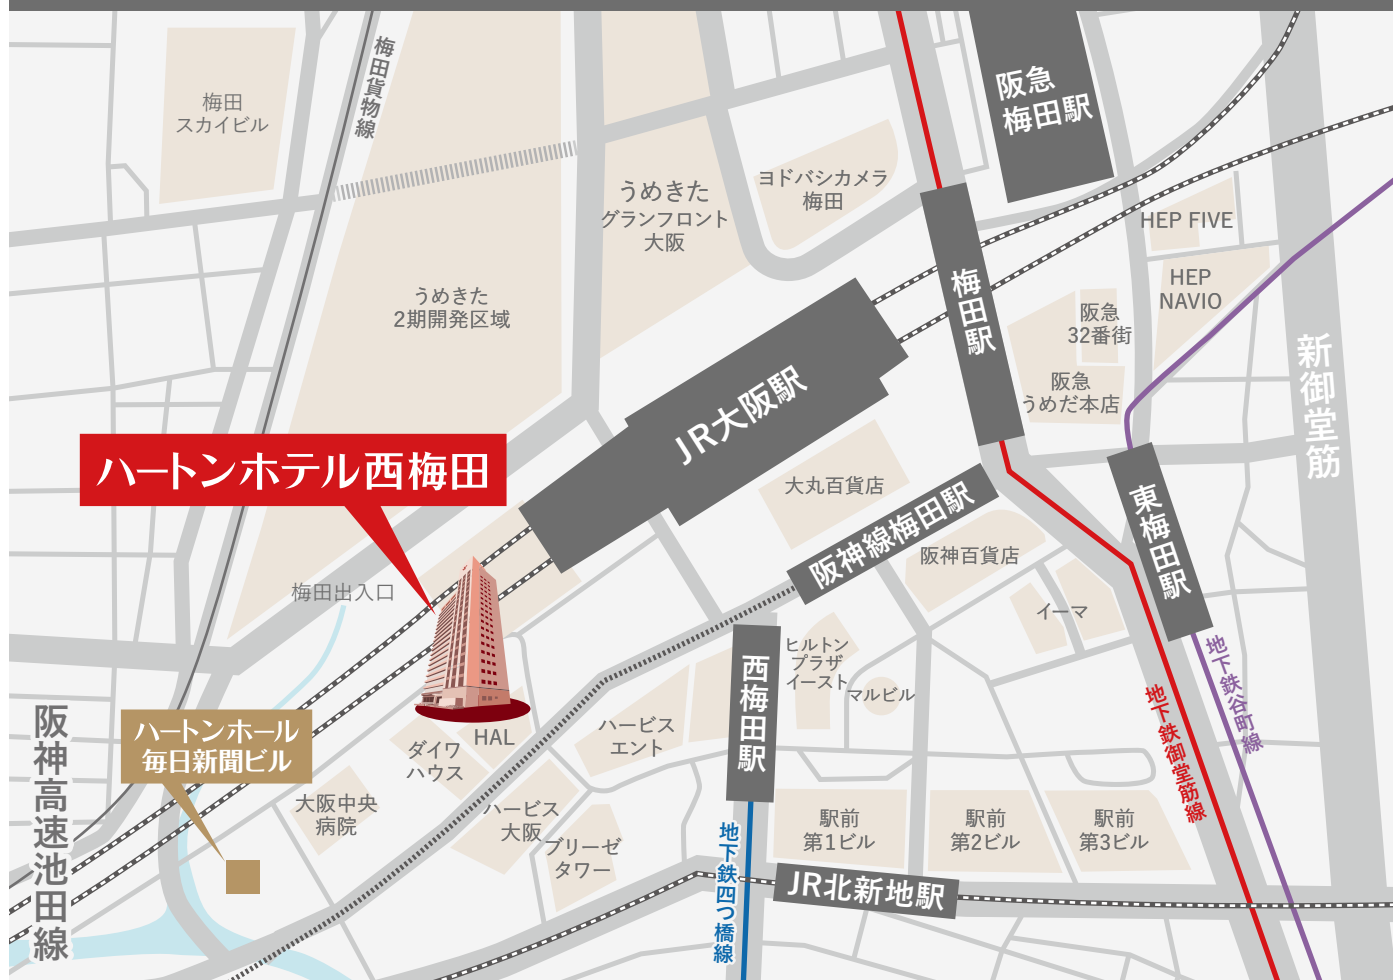 梅田
スカイビル
梅田貨物線
阪急
梅田駅
うめきた
グランフロント
大阪
ヨドバシカメラ
梅田
HEP FIVE
HEP
NAVIO
うめきた
2期開発区域
梅田駅
阪急
32番街
阪急
うめだ本店
新御堂筋
JR大阪駅
ハートンホテル西梅田
大丸百貨店
阪神線梅田駅
阪神百貨店
東梅田駅
梅田出入口
イーマ
ヒルトン
プラザ
イースト
マルビル
西梅田駅
地下鉄谷町線
地下鉄御堂筋線
阪神高速池田線
ハートンホール
毎日新聞ビル
ダイワ
ハウス
HAL
ハービス
エント
大阪中央
病院
ハービス
大阪
ブリーゼ
タワー
駅前
第1ビル
駅前
第2ビル
駅前
第3ビル
地下鉄四つ橋線
JR北新地駅